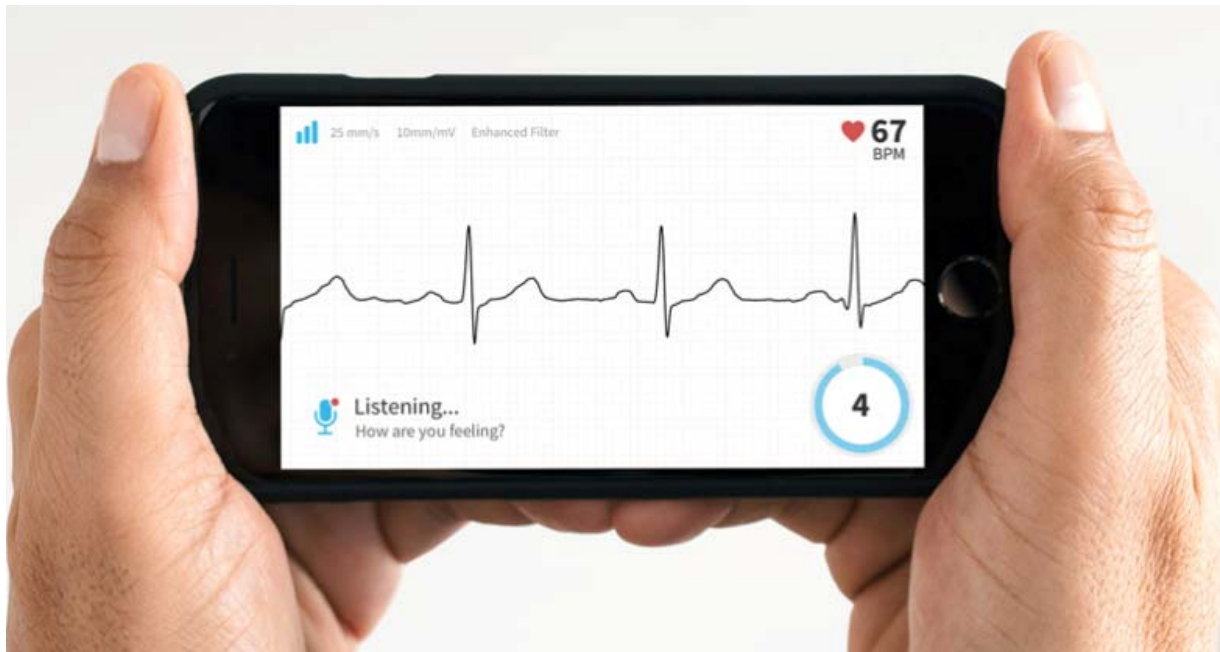 25 mm/s 10mm/mV Enhanced Filter
67
BPM
Listening...
How are you feeling?
4